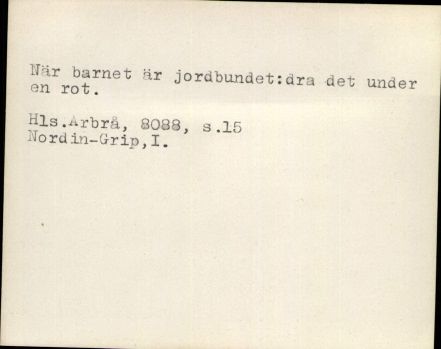 När barnet är jordbundet:dra det under
en rot.
Hls.Arbrå, 8088, s.15
Nordin-Grip,I.